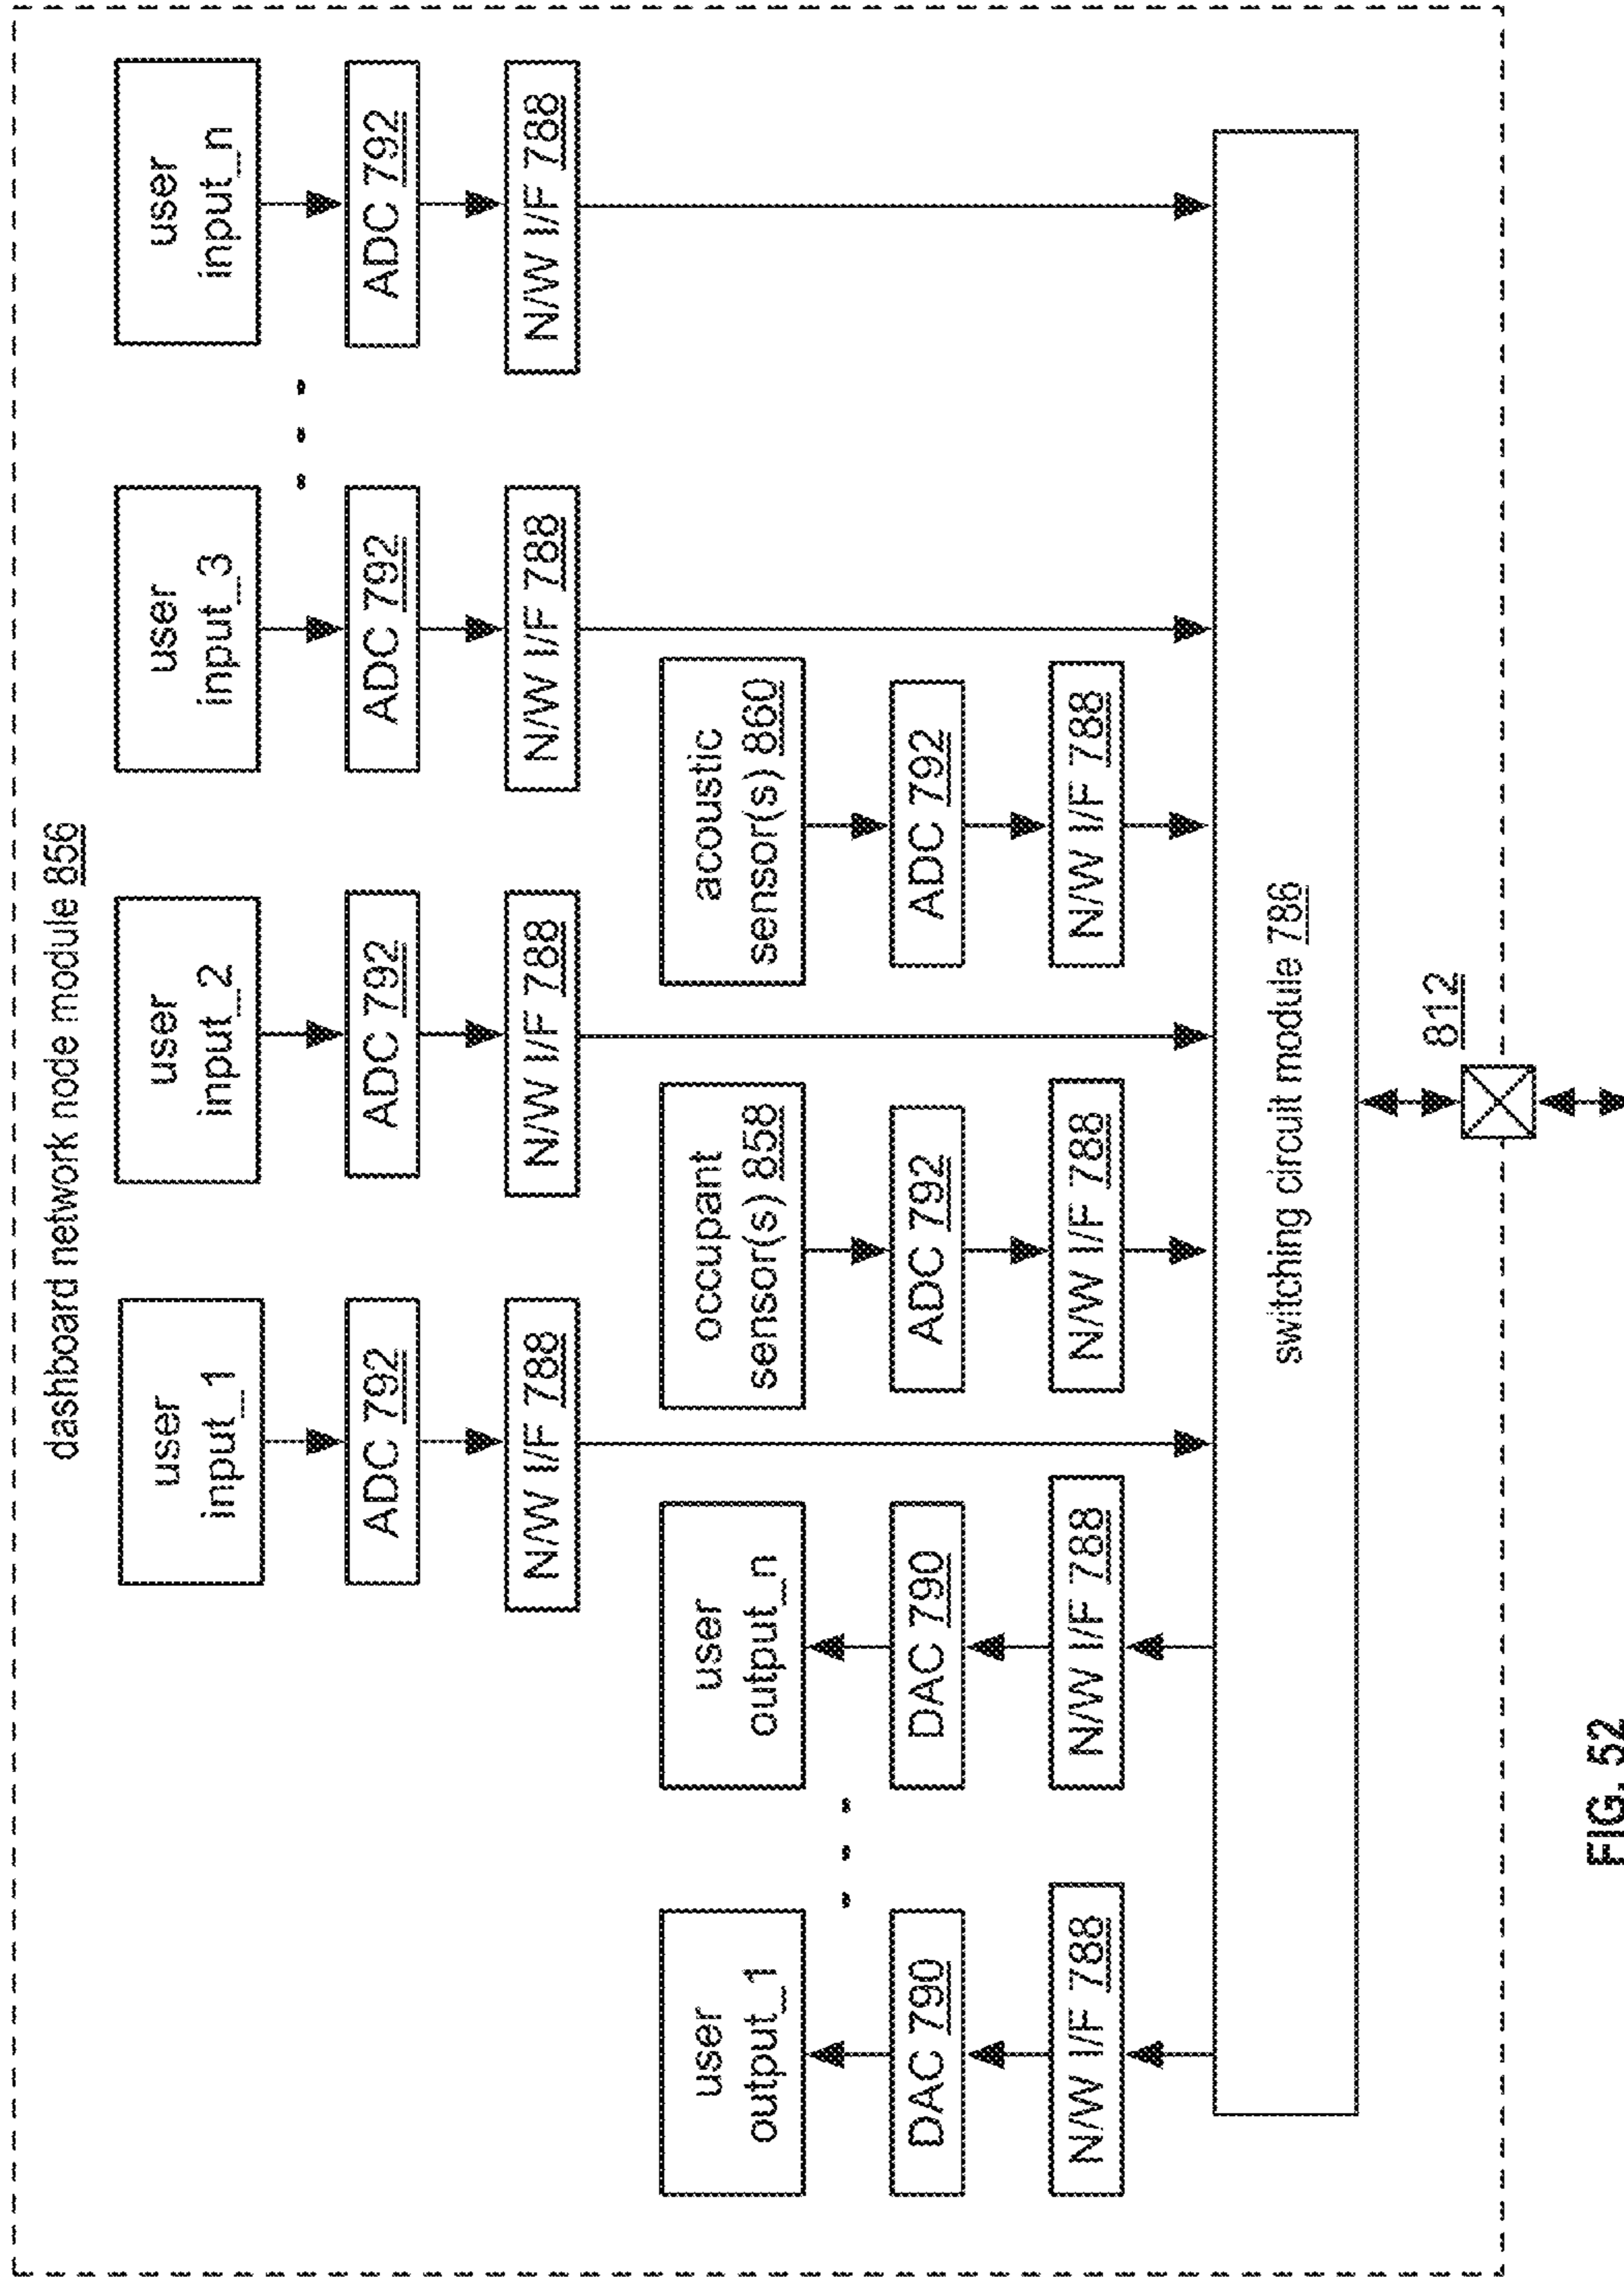 dashboard network node module 856
user
input_1
user
input_2
user
input_3
user
input_n
ADC 792
ADC 792
ADC 792
ADC 792
N/W I/F 788
N/W I/F 788
N/W I/F 788
N/W I/F 788
user
output_1
user
output_n
occupant
sensor(s) 858
acoustic
sensor(s) 860
DAC 790
DAC 790
ADC 792
ADC 792
N/W I/F 788
N/W I/F 788
N/W I/F 788
N/W I/F 788
switching circuit module 786
812
FIG. 52